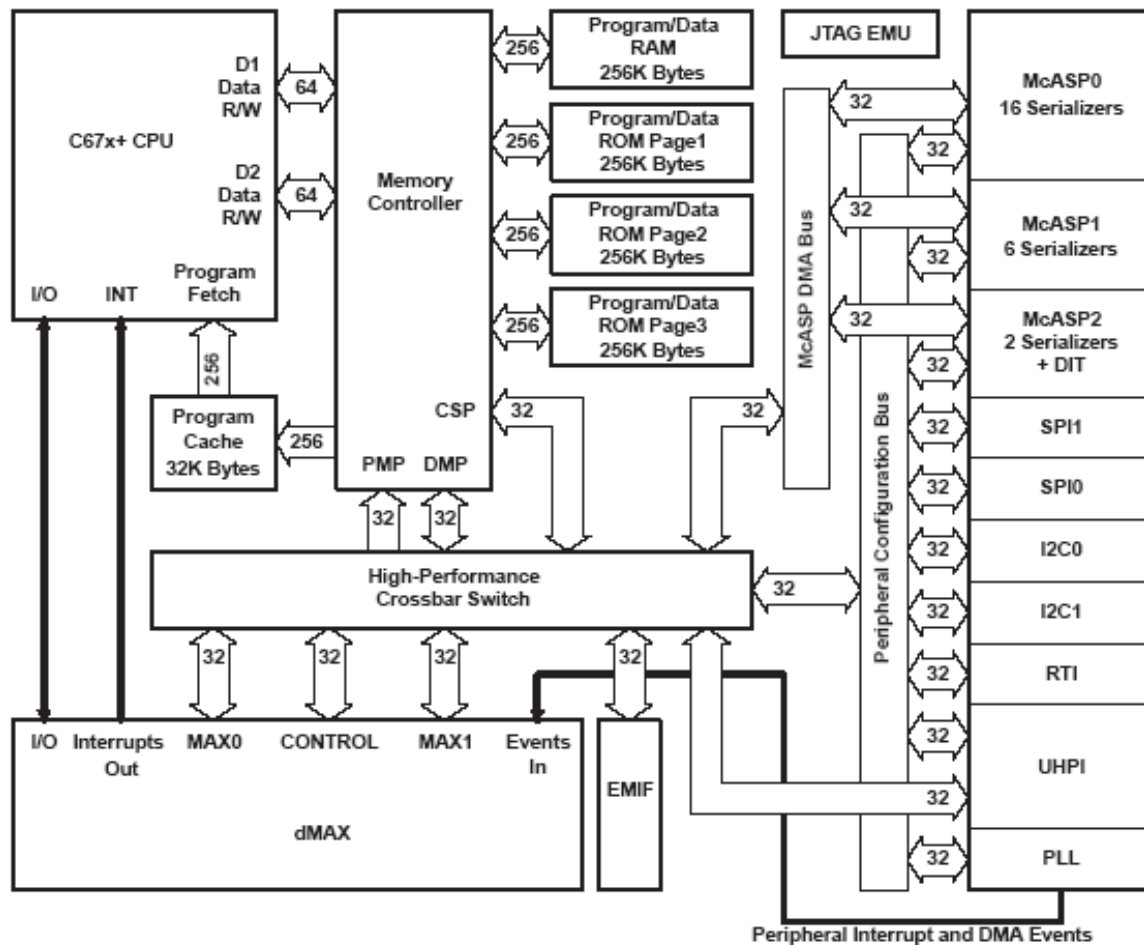 D1
Data
R/W
64
C67x+ CPU
D2
Data
R/W
64
Program
Fetch
I/O
INT
256
Program
Cache
32K Bytes
256
Memory
Controller
CSP
32
PMP
DMP
32
32
256
Program/Data
RAM
256K Bytes
256
Program/Data
ROM Page1
256K Bytes
256
Program/Data
ROM Page2
256K Bytes
256
Program/Data
ROM Page3
256K Bytes
JTAG EMU
McASP DMA Bus
32
32
32
32
Peripheral Configuration Bus
32
32
32
32
32
32
32
32
32
32
32
32
McASP0
16 Serializers
McASP1
6 Serializers
McASP2
2 Serializers
+ DIT
SPI1
SPI0
I2C0
I2C1
RTI
UHPI
PLL
High-Performance
Crossbar Switch
32
32
32
32
32
I/O
Interrupts
Out
MAX0
CONTROL
MAX1
Events
In
dMAX
EMIF
Peripheral Interrupt and DMA Events